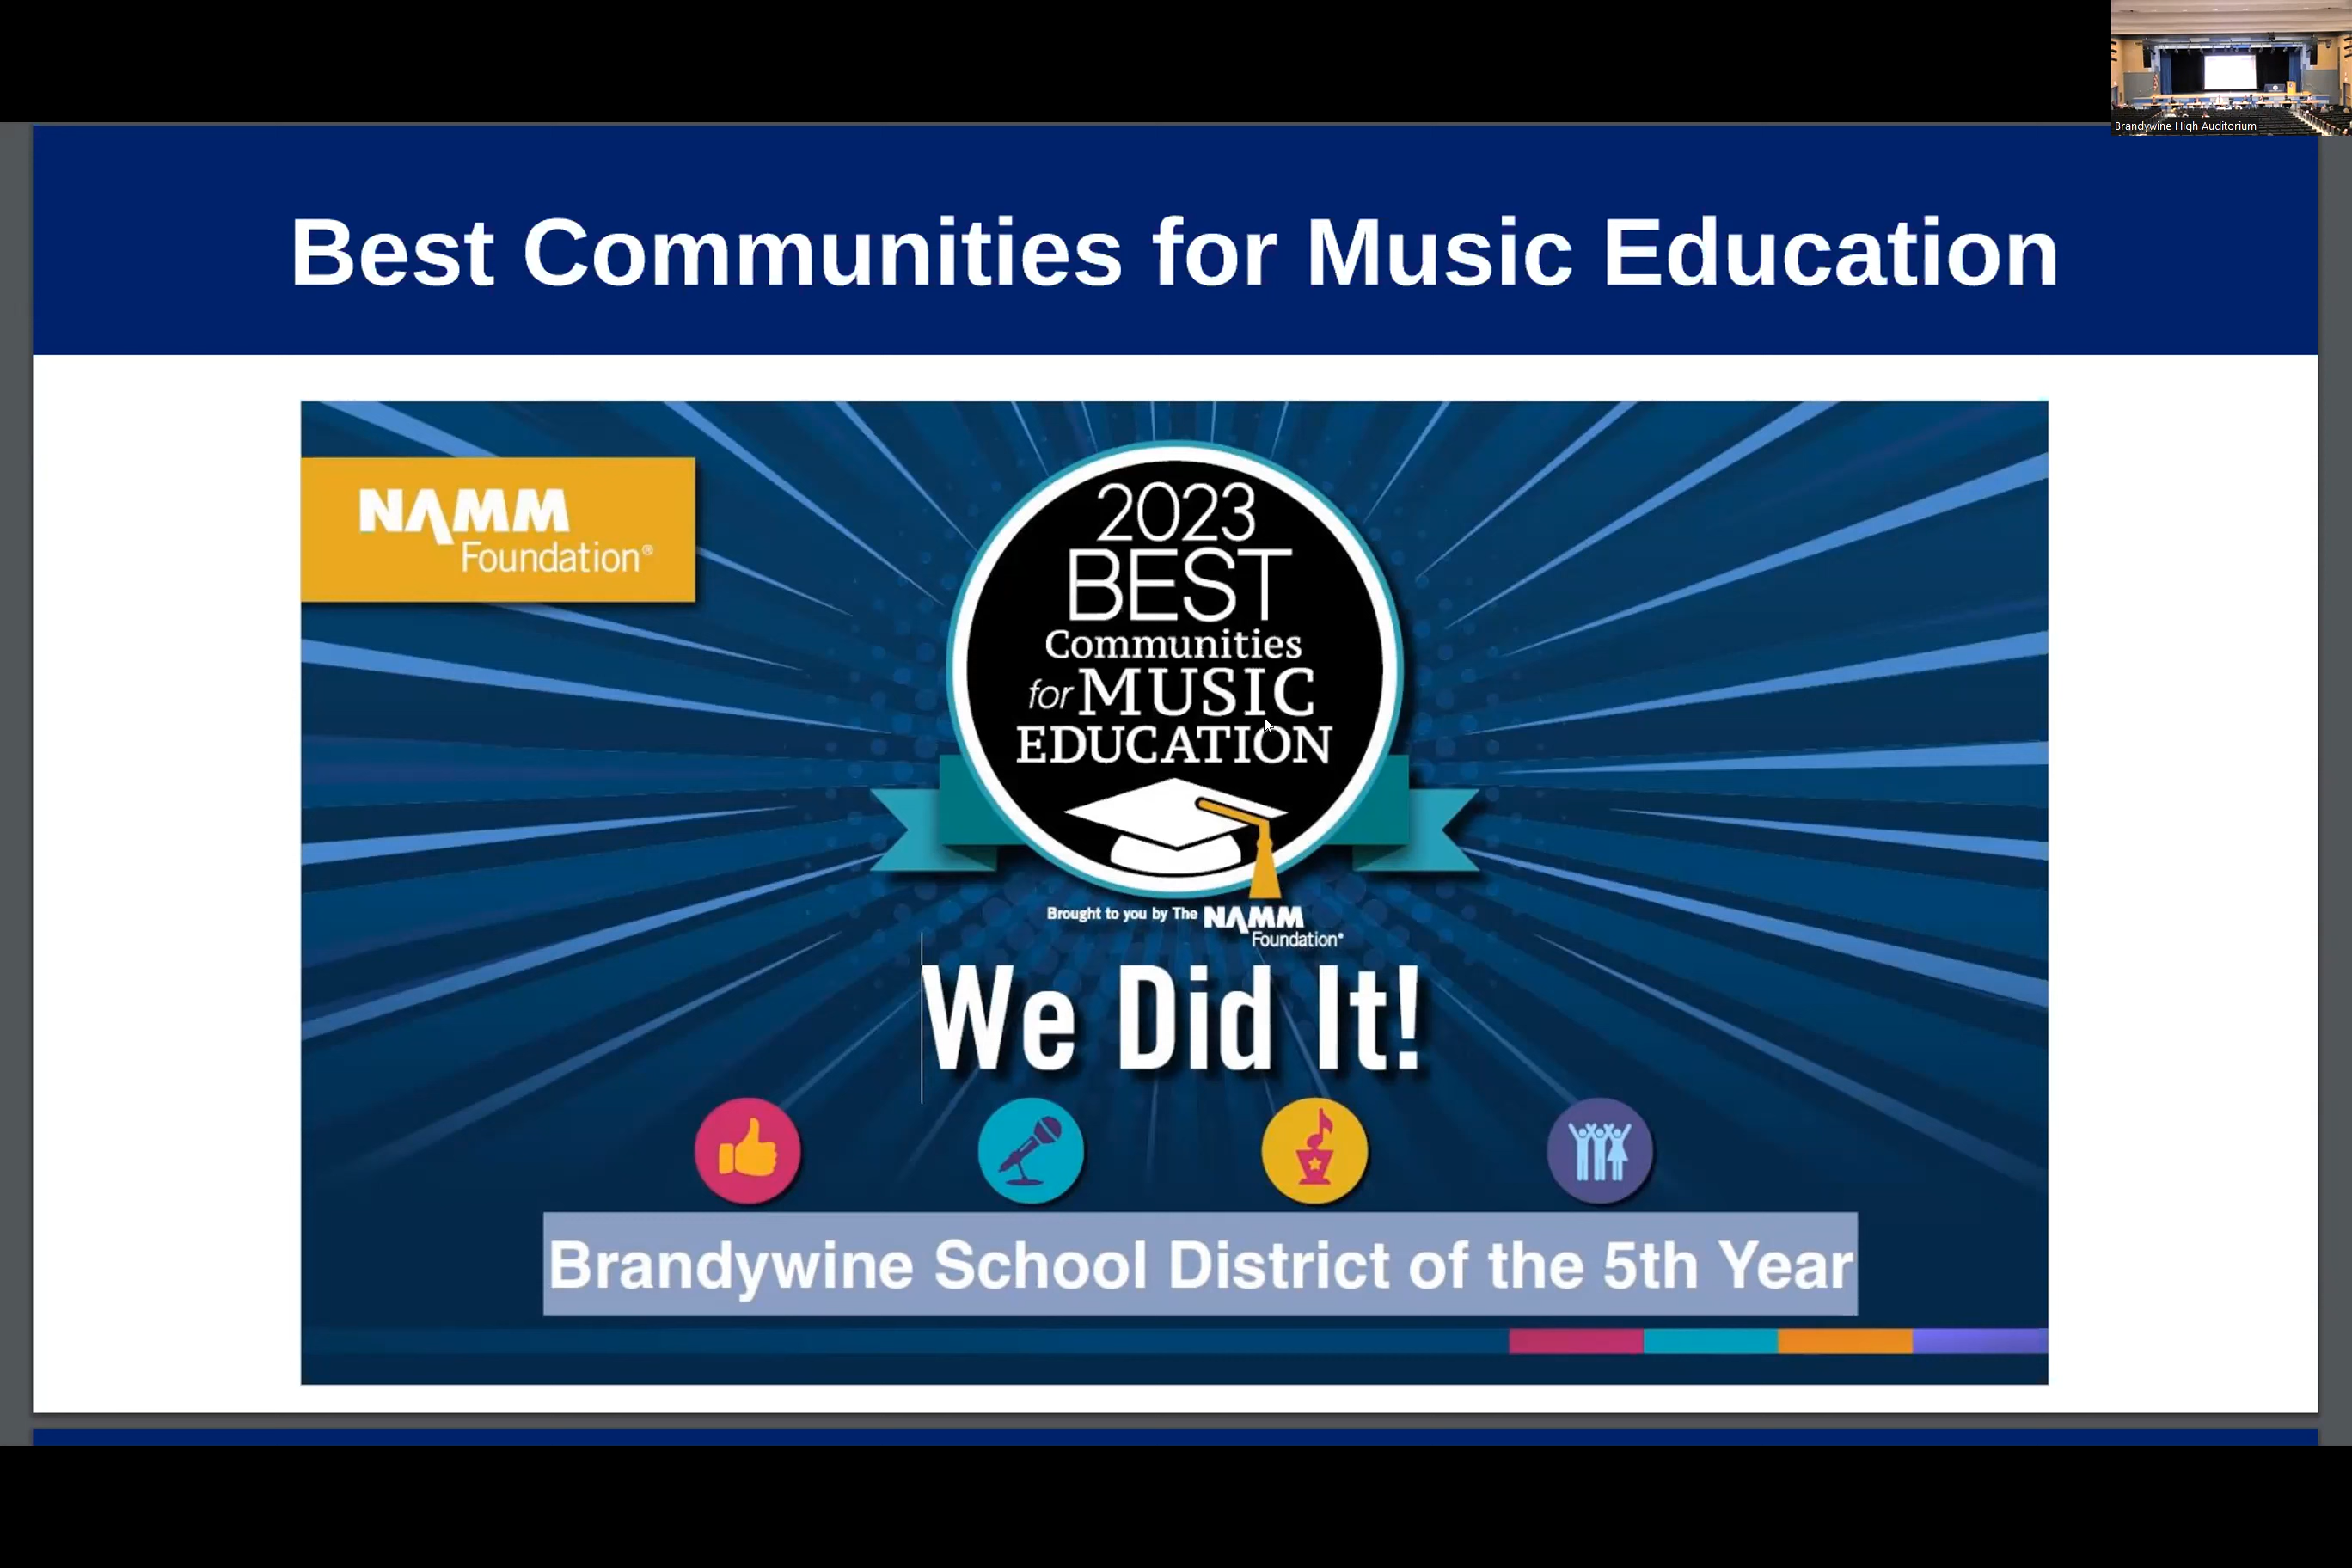 Brandywine High Auditorium
Best Communities for Music Education
NAMM
Foundation®
2023
BEST
Communities
for MUSIC
EDUCATION
Brought to you by The NAMM
Foundation®
We Did It!
Brandywine School District of the 5th Year